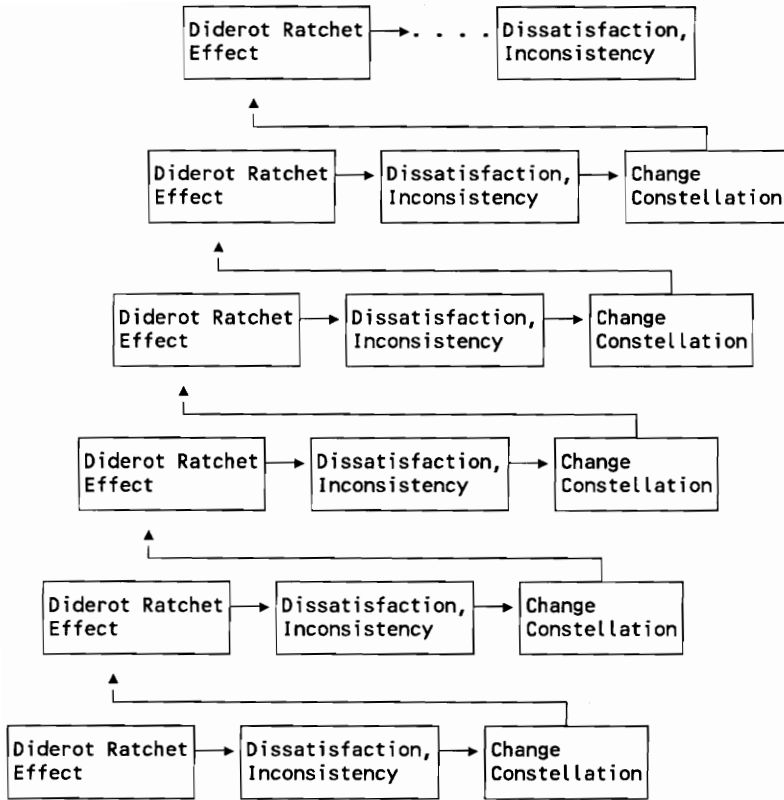 Diderot Ratchet
Effect
. . . .
Dissatisfaction,
Inconsistency
Diderot Ratchet
Effect
Dissatisfaction,
Inconsistency
Change
Constellation
Diderot Ratchet
Effect
Dissatisfaction,
Inconsistency
Change
Constellation
Diderot Ratchet
Effect
Dissatisfaction,
Inconsistency
Change
Constellation
Diderot Ratchet
Effect
Dissatisfaction,
Inconsistency
Change
Constellation
Diderot Ratchet
Effect
Dissatisfaction,
Inconsistency
Change
Constellation